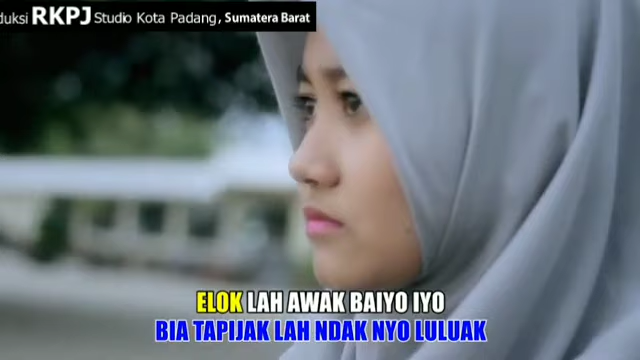 duksi RKPJ Studio Kota Padang, Sumatera Barat
ELOK LAH AWAK BAIYO IYO
BIA TAPIJAK LAH NDAK NYO LULUAK